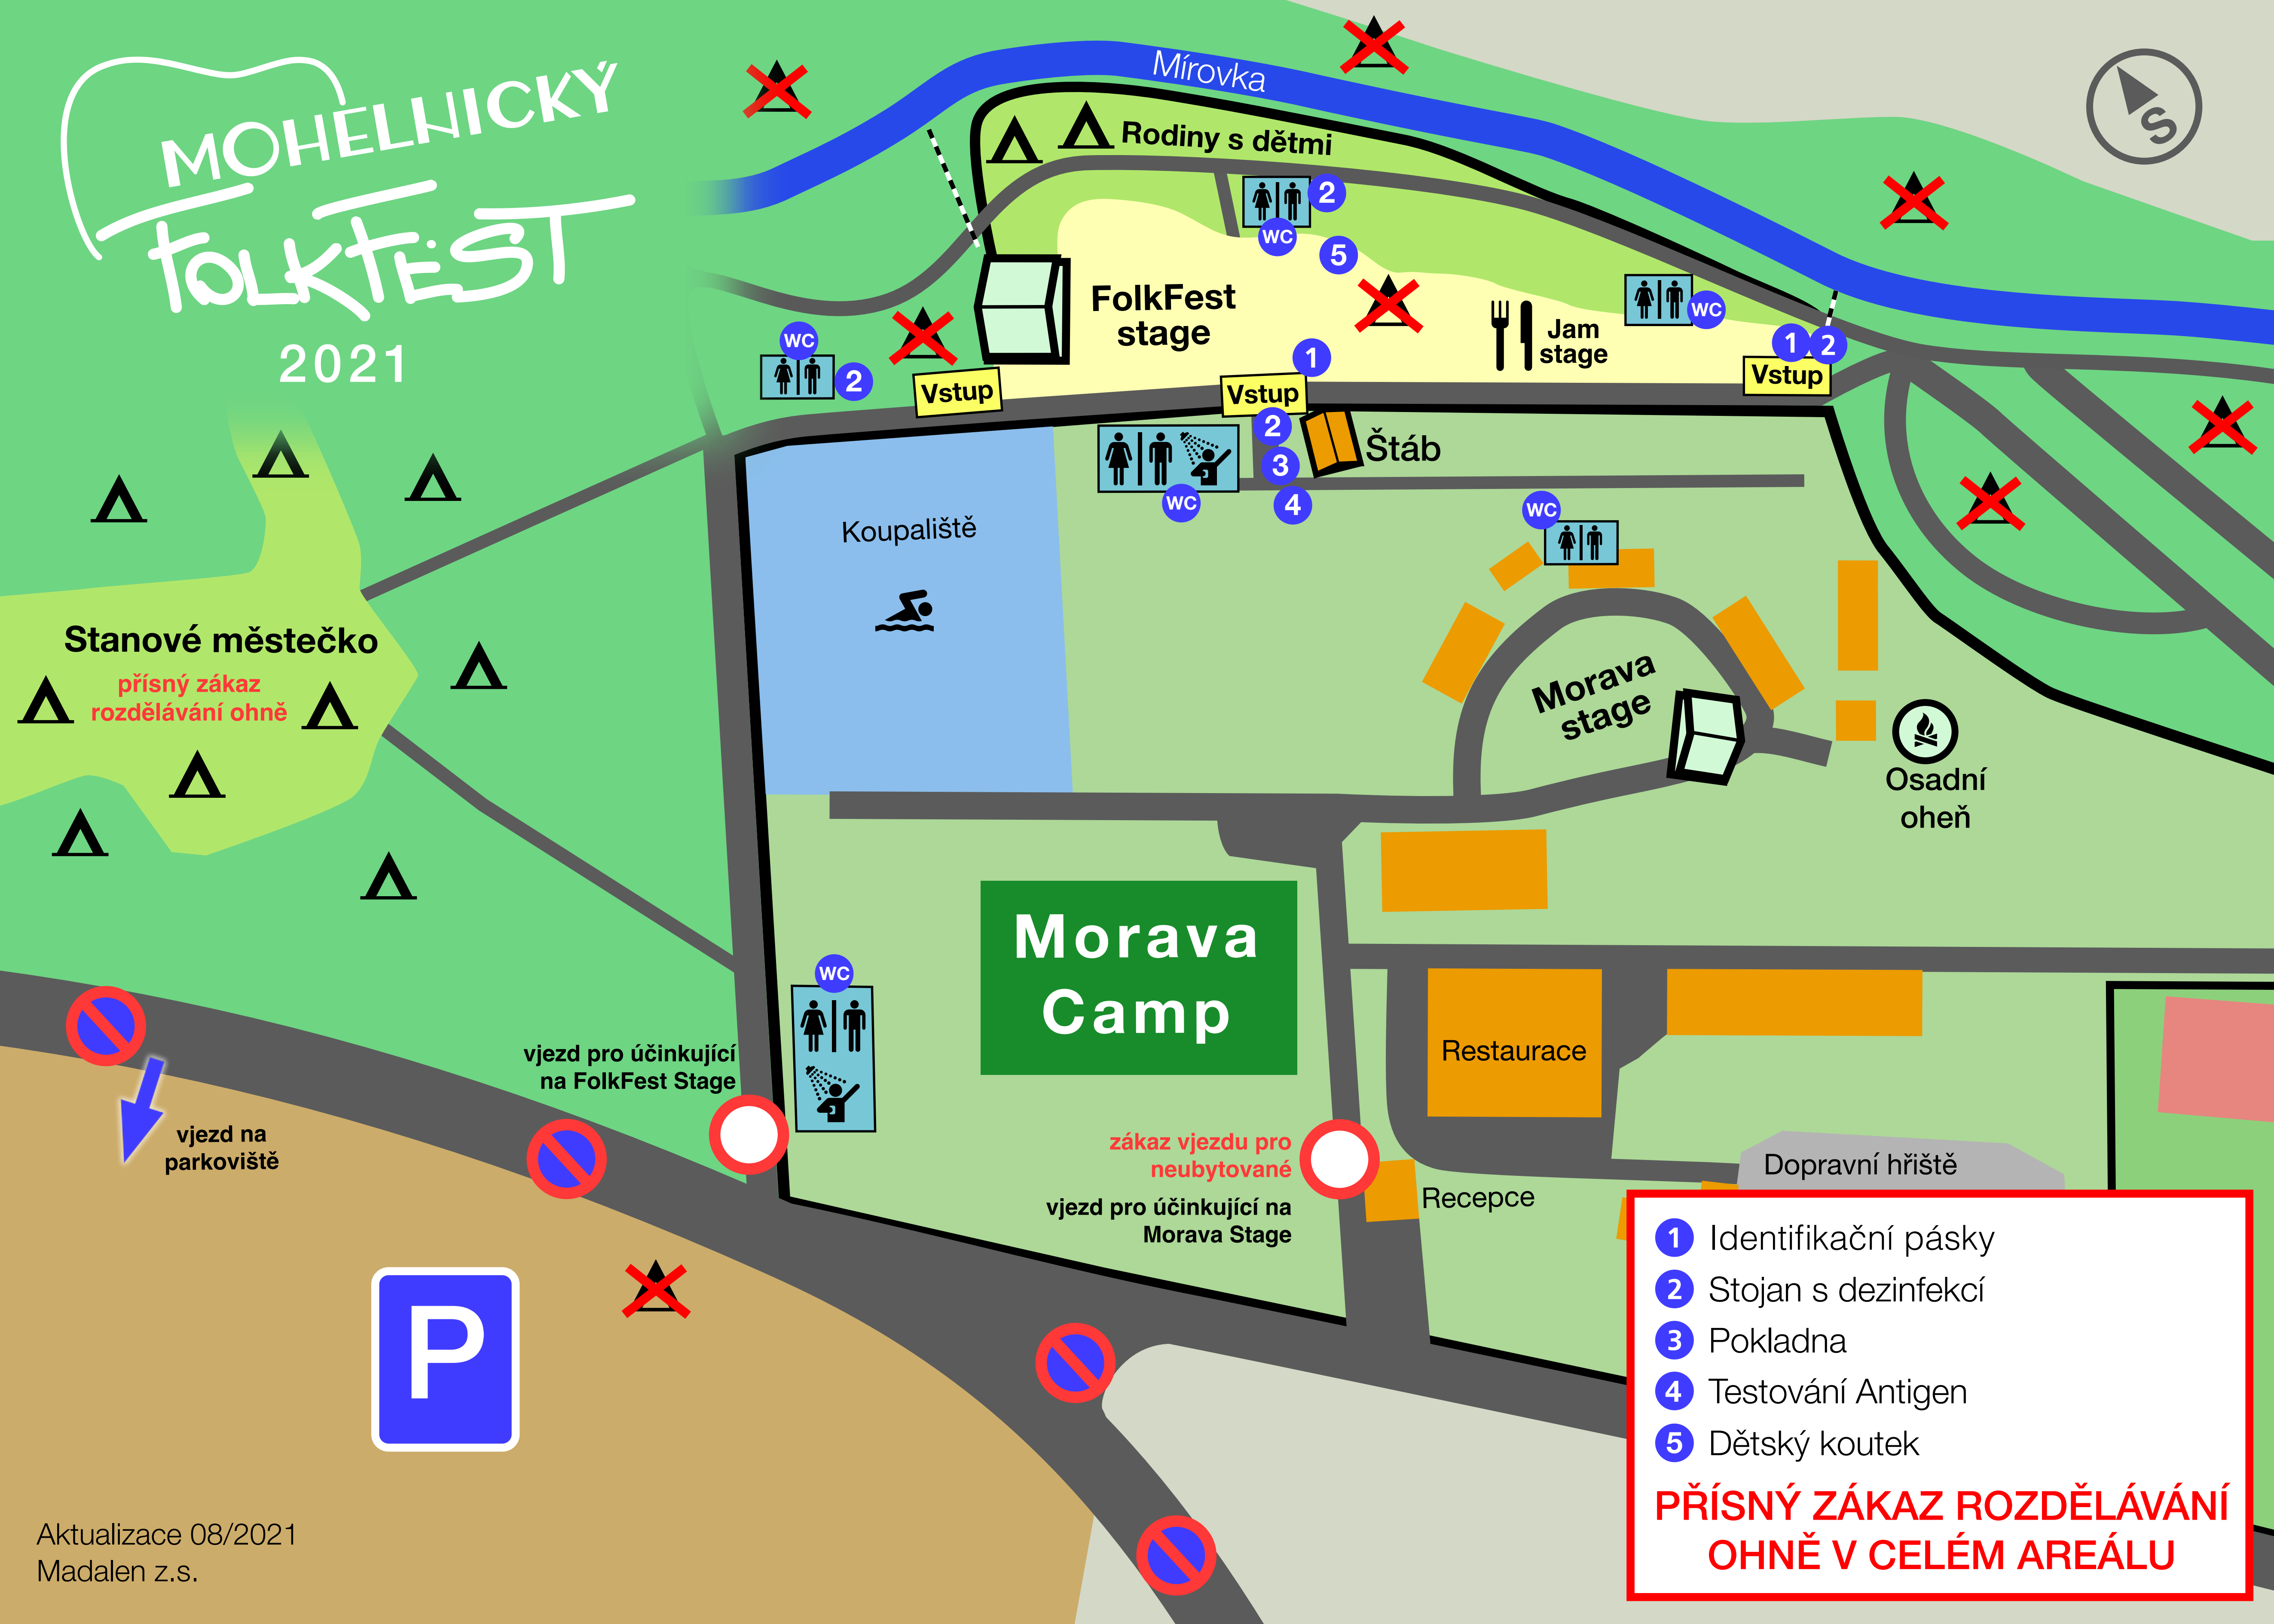 MOHELNICKÝ
FOLKFEST
2021
Mírovka
S
Rodiny s dětmi
2
WC
5
FolkFest
stage
Jam
stage
WC
1
1
2
WC
2
Vstup
Vstup
Vstup
2
3
4
WC
Štáb
Koupaliště
WC
Stanové městečko
přísný zákaz
rozdělávání ohně
Morava
stage
Osadní
oheň
Morava
Camp
WC
Restaurace
vjezd pro účinkující
na FolkFest Stage
vjezd na
parkoviště
zákaz vjezdu pro
neubytované
vjezd pro účinkující na
Morava Stage
Recepce
Dopravní hřiště
P
1 Identifikační pásky
2 Stojan s dezinfekcí
3 Pokladna
4 Testování Antigen
5 Dětský koutek
PŘÍSNÝ ZÁKAZ ROZDĚLÁVÁNÍ
OHNĚ V CELÉM AREÁLU
Aktualizace 08/2021
Madalen z.s.